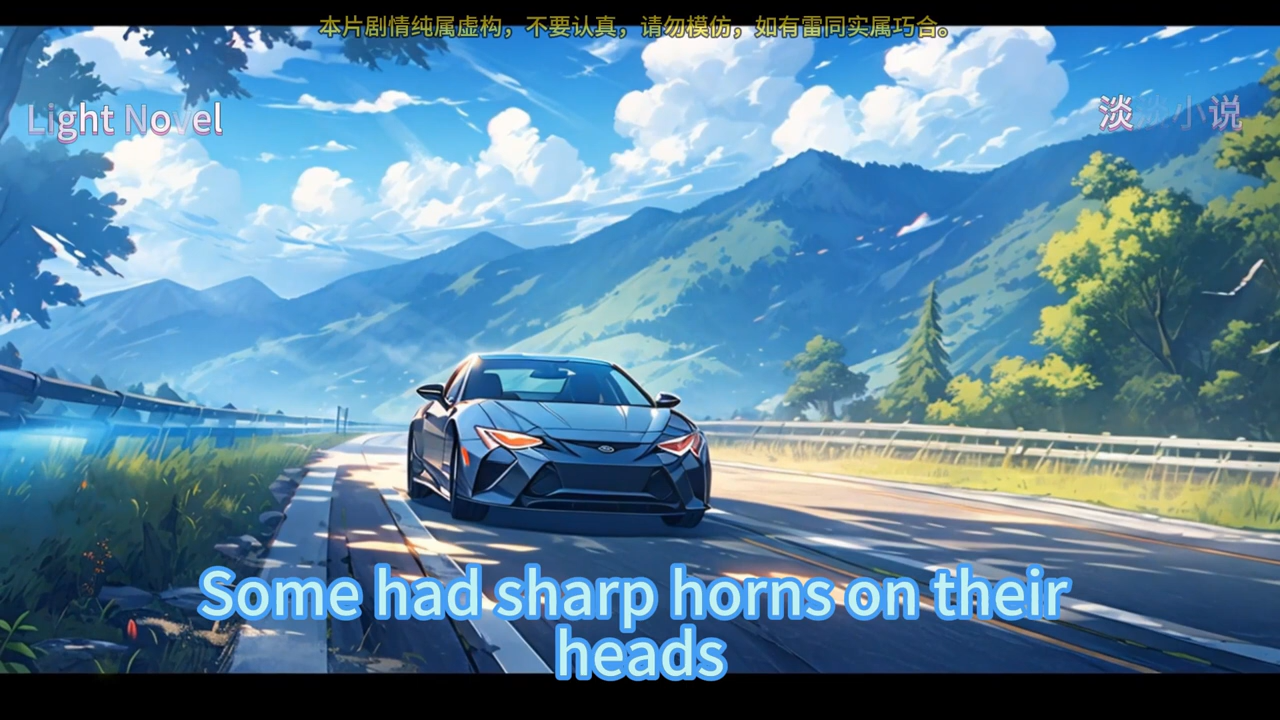 本片剧情纯属虚构，不要认真，请勿模仿，如有雷同实属巧合。
Light Novel
淡淡小说
Some had sharp horns on their
heads